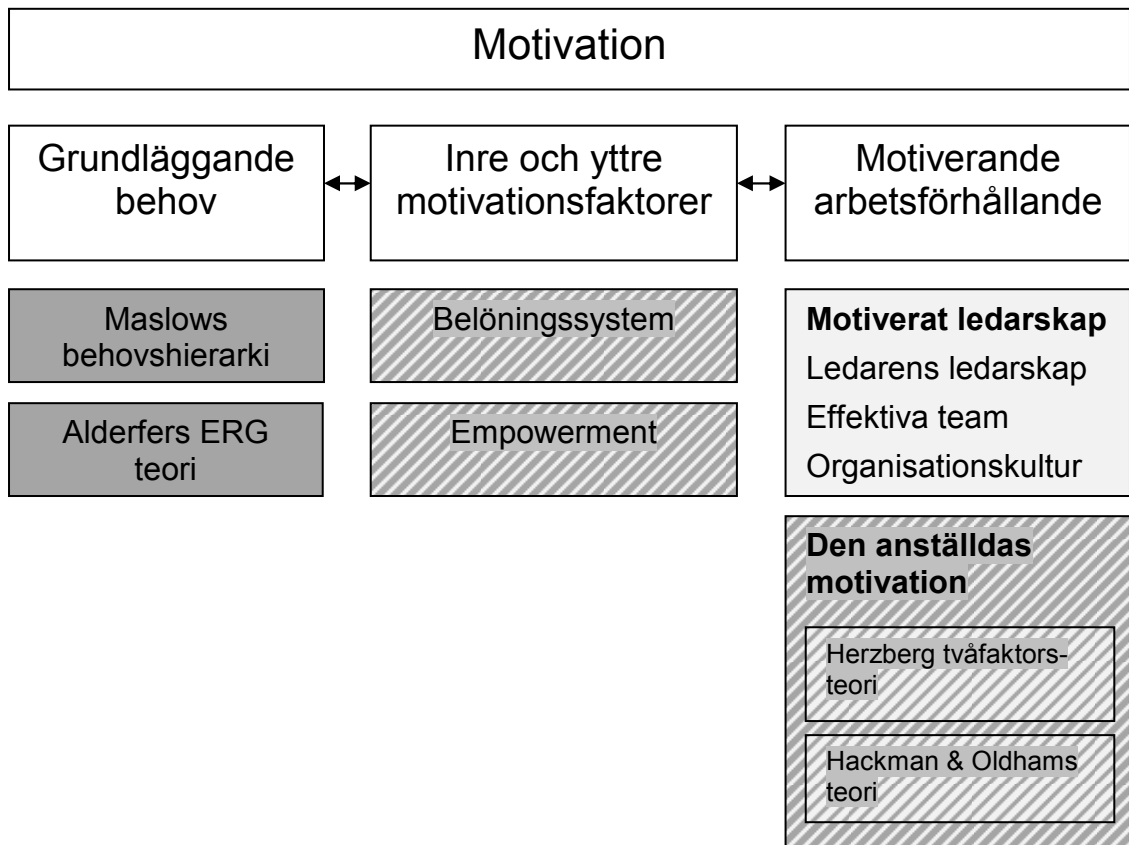 Motivation
Grundläggande
behov
Inre och yttre
motivationsfaktorer
Motiverande
arbetsförhållande
Maslows
behovshierarki
Alderfers ERG
teori
Belöningssystem
Empowerment
Motiverat ledarskap
Ledarens ledarskap
Effektiva team
Organisationskultur
Den anställdas
motivation
Herzberg tvåfaktors-
teori
Hackman & Oldhams
teori